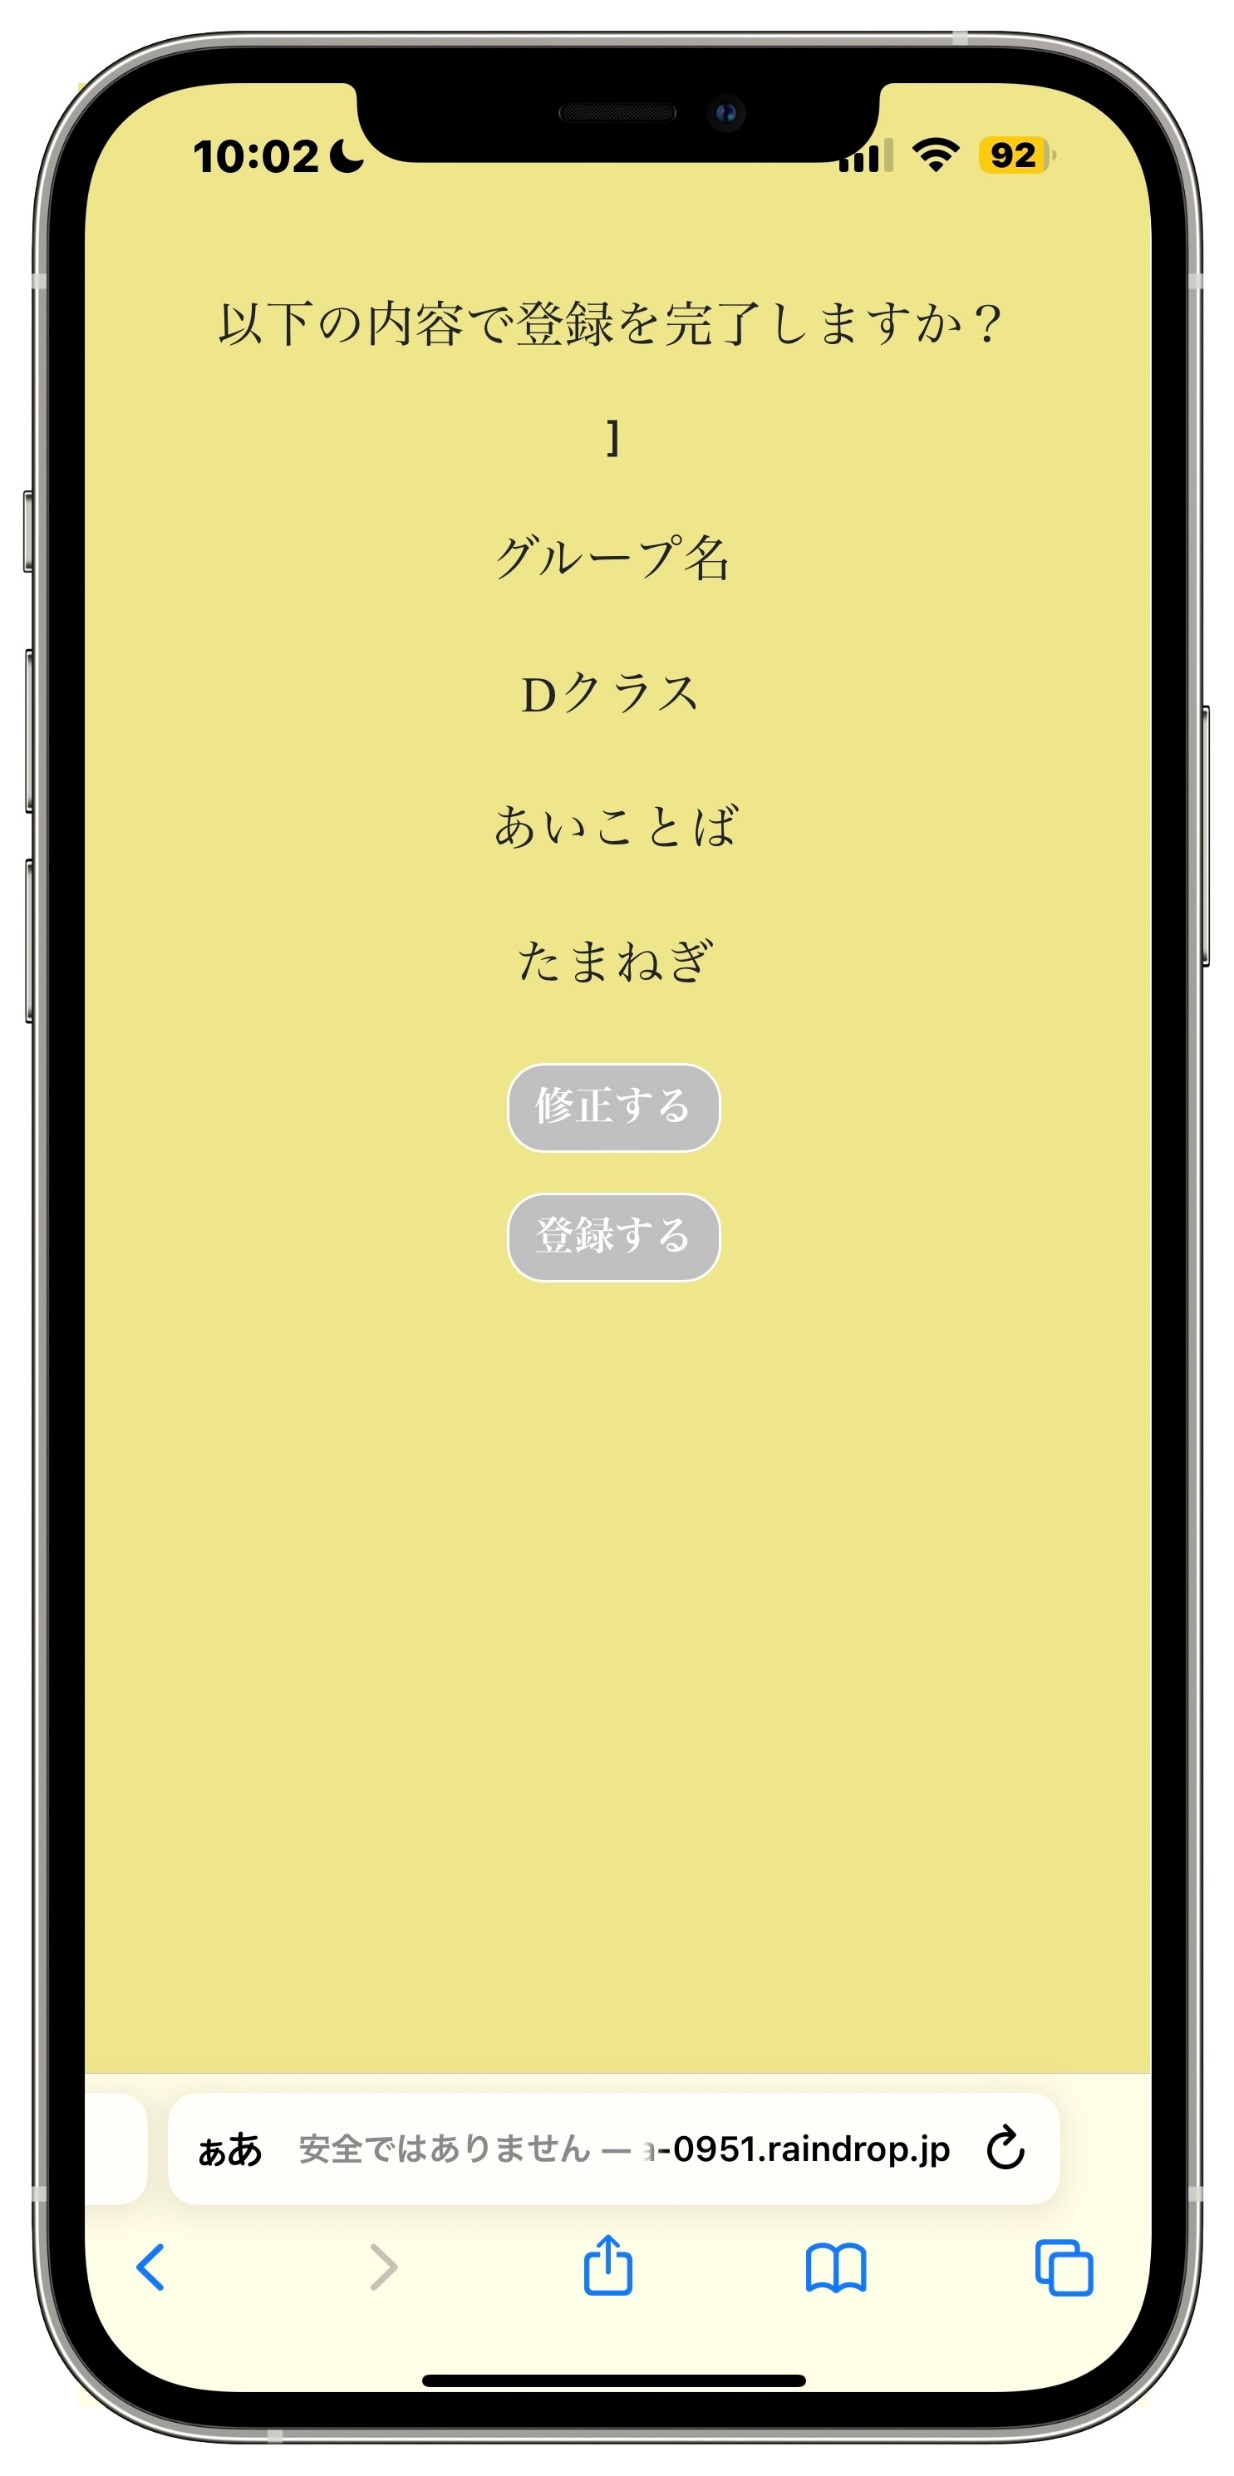 10:02
92
以下の内容で登録を完了しますか？
]
グループ名
Dクラス
あいことば
たまねぎ
修正する
登録する
ぁあ 安全ではありません — -0951.raindrop.jp